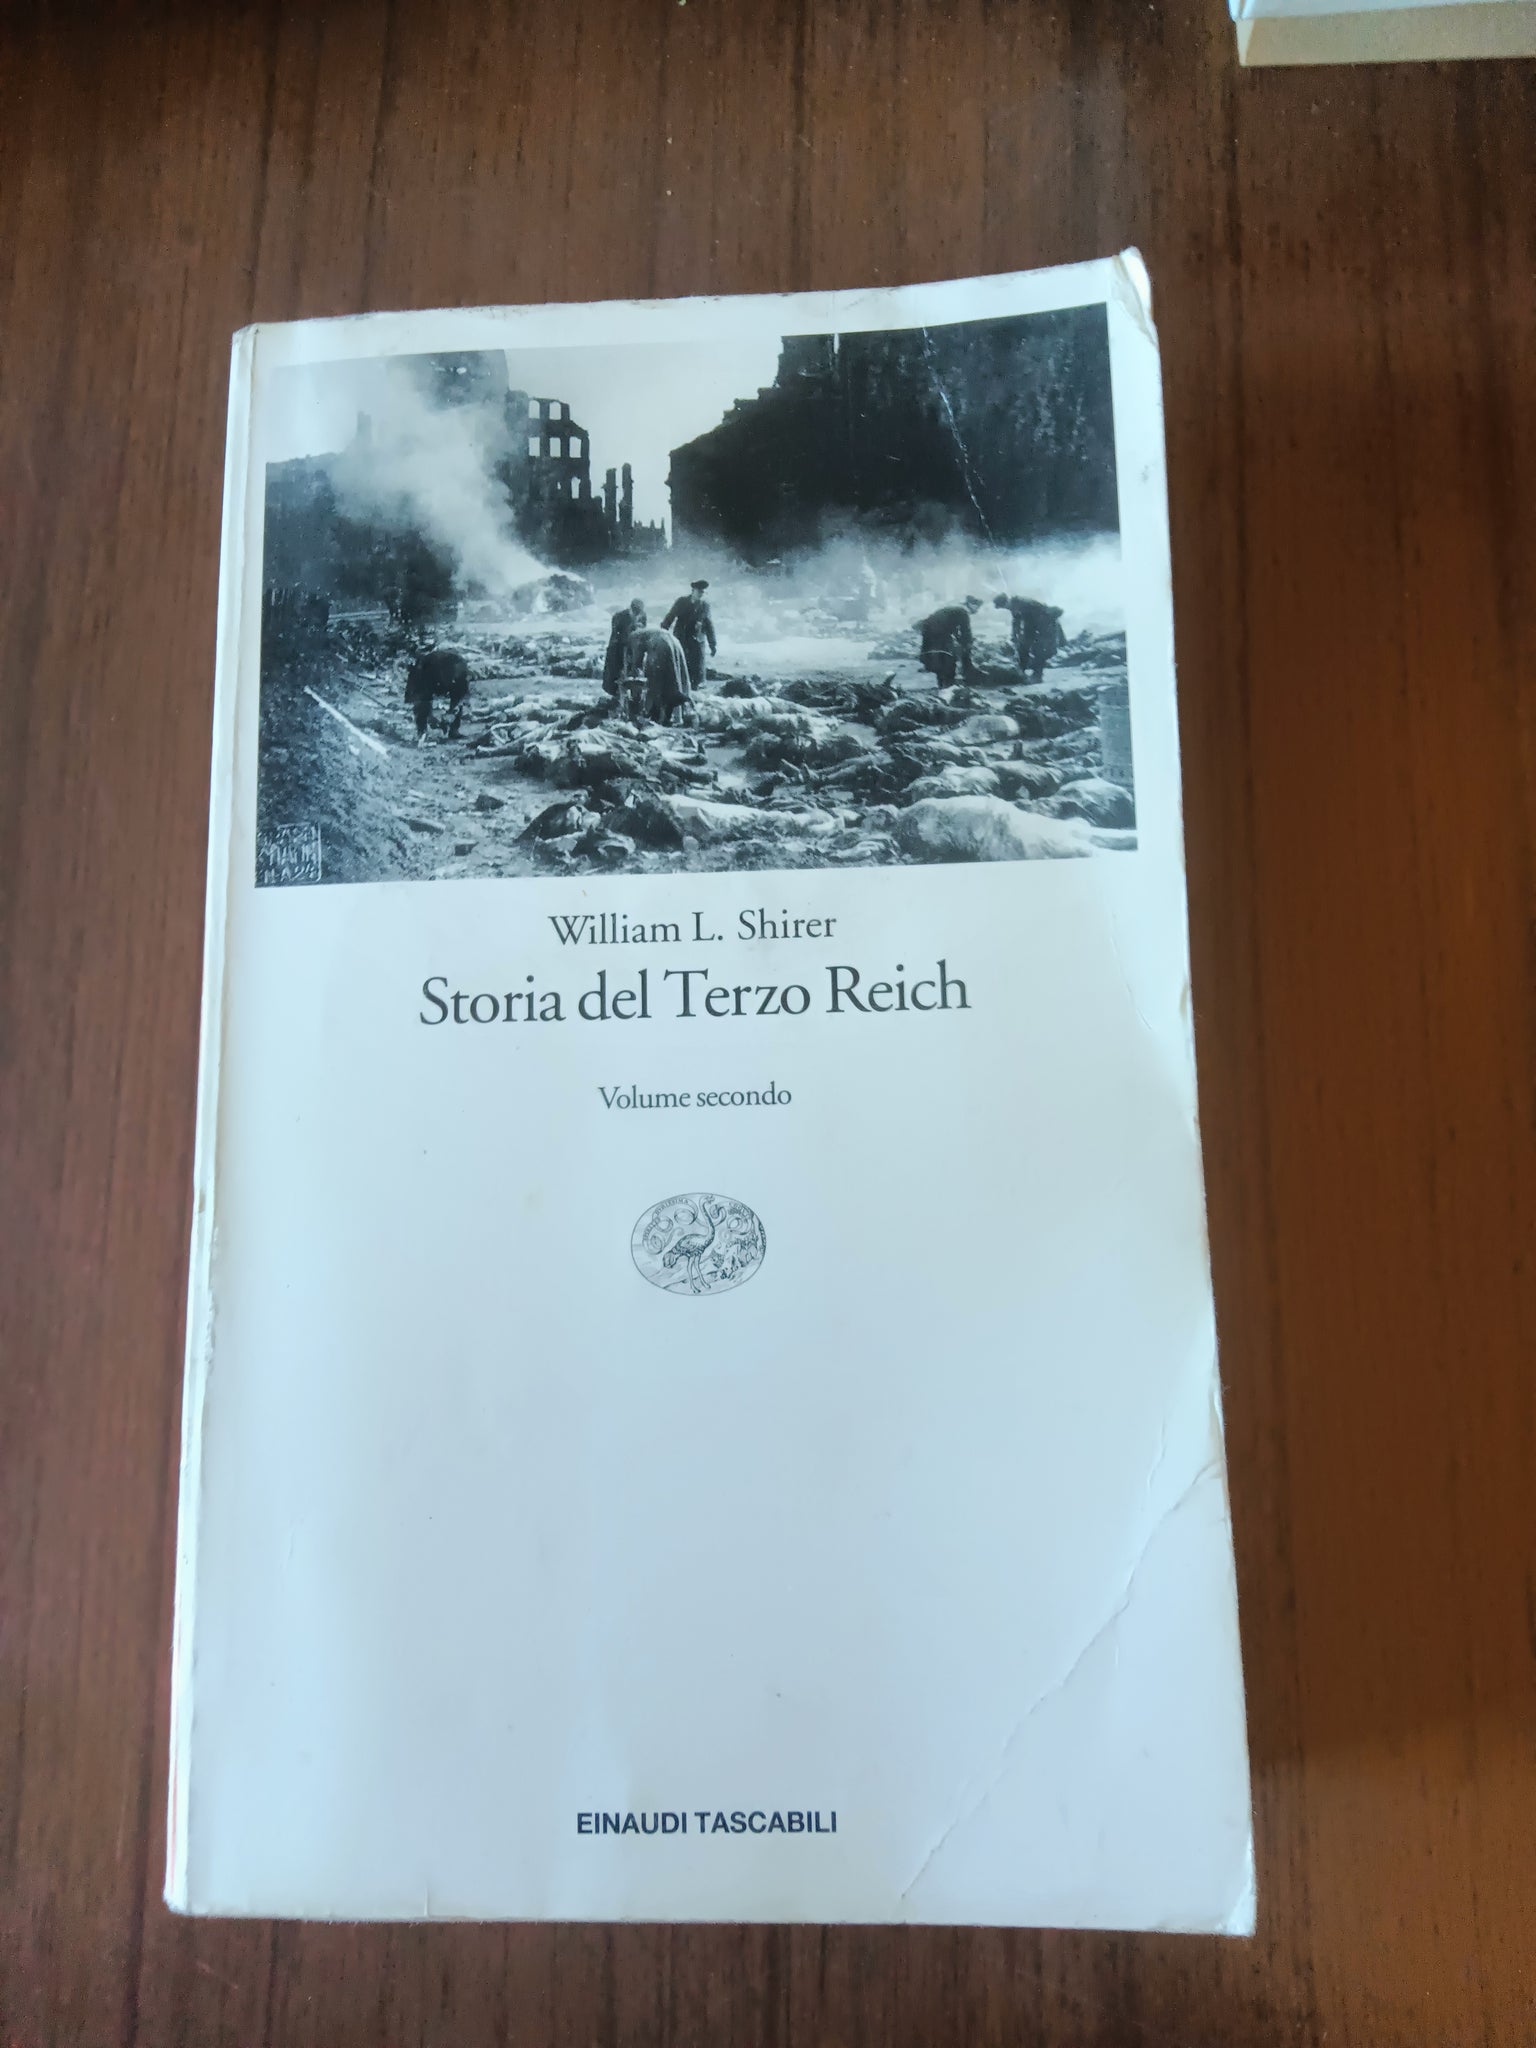 William L. Shirer
Storia del Terzo Reich
Volume secondo
EINAUDI TASCABILI